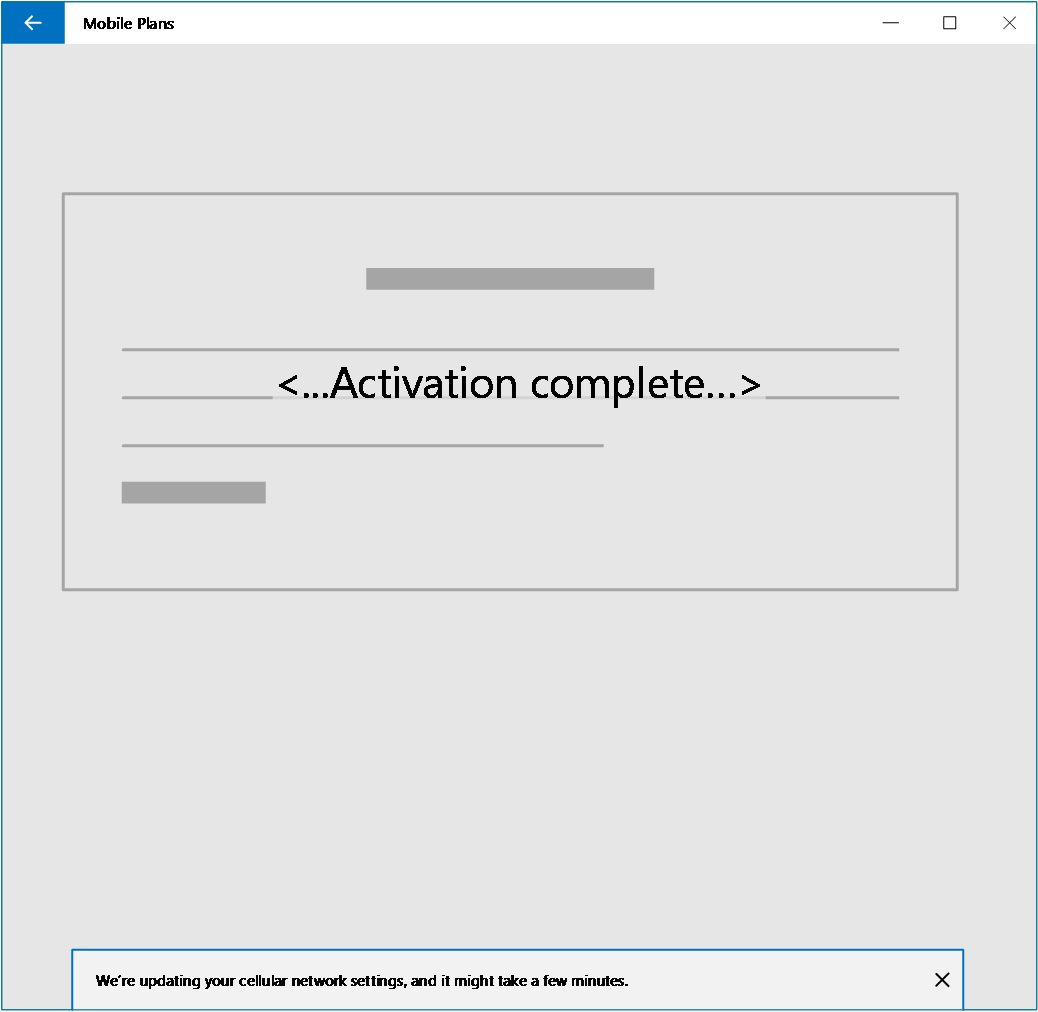 Mobile Plans
<...Activation complete...>
We're updating your cellular network settings, and it might take a few minutes.